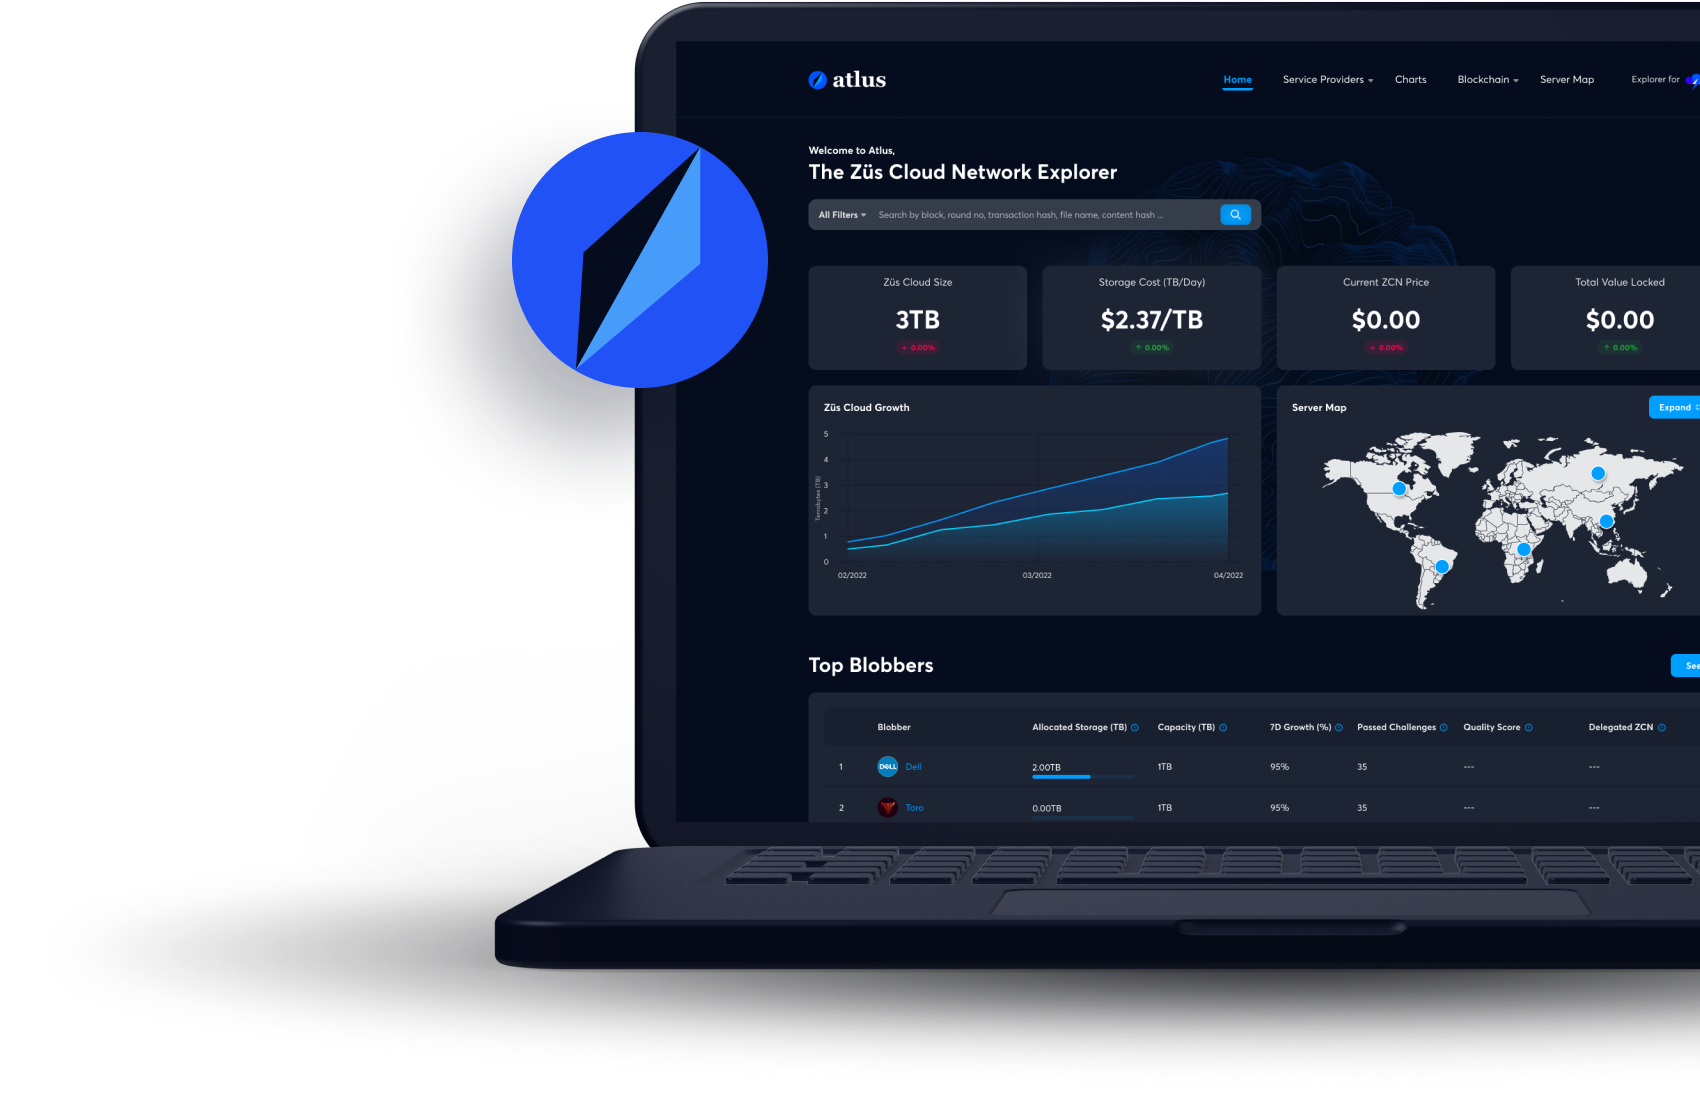 atlus
Home Service Providers Charts Blockchain Server Map Explorer for
Welcome to Atlus,
The Züs Cloud Network Explorer
All Filters Search by block, round no, transaction hash, file name, content hash ...
Züs Cloud Size Storage Cost (TB/Day) Current ZCN Price Total Value Locked
3TB $2.37/TB $0.00 $0.00
↓ 0.00% ↑ 0.00% ↓ 0.00% ↑ 0.00%
Züs Cloud Growth
5
4
3
2
1
0
Terrabytes (TB)
02/2022 03/2022 04/2022
Server Map Expand
Top Blobbers See
Blobber Allocated Storage (TB) Capacity (TB) 7D Growth (%) Passed Challenges Quality Score Delegated ZCN
1 DELL Dell 2.00TB 1TB 95% 35 --- ---
2 Toro 0.00TB 1TB 95% 35 --- ---